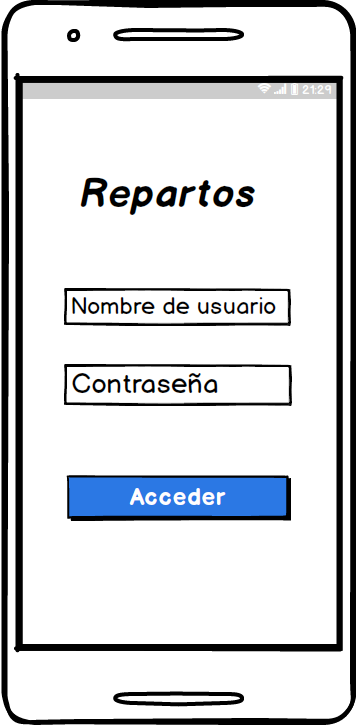 21:29
Repartos
Nombre de usuario
Contraseña
Acceder